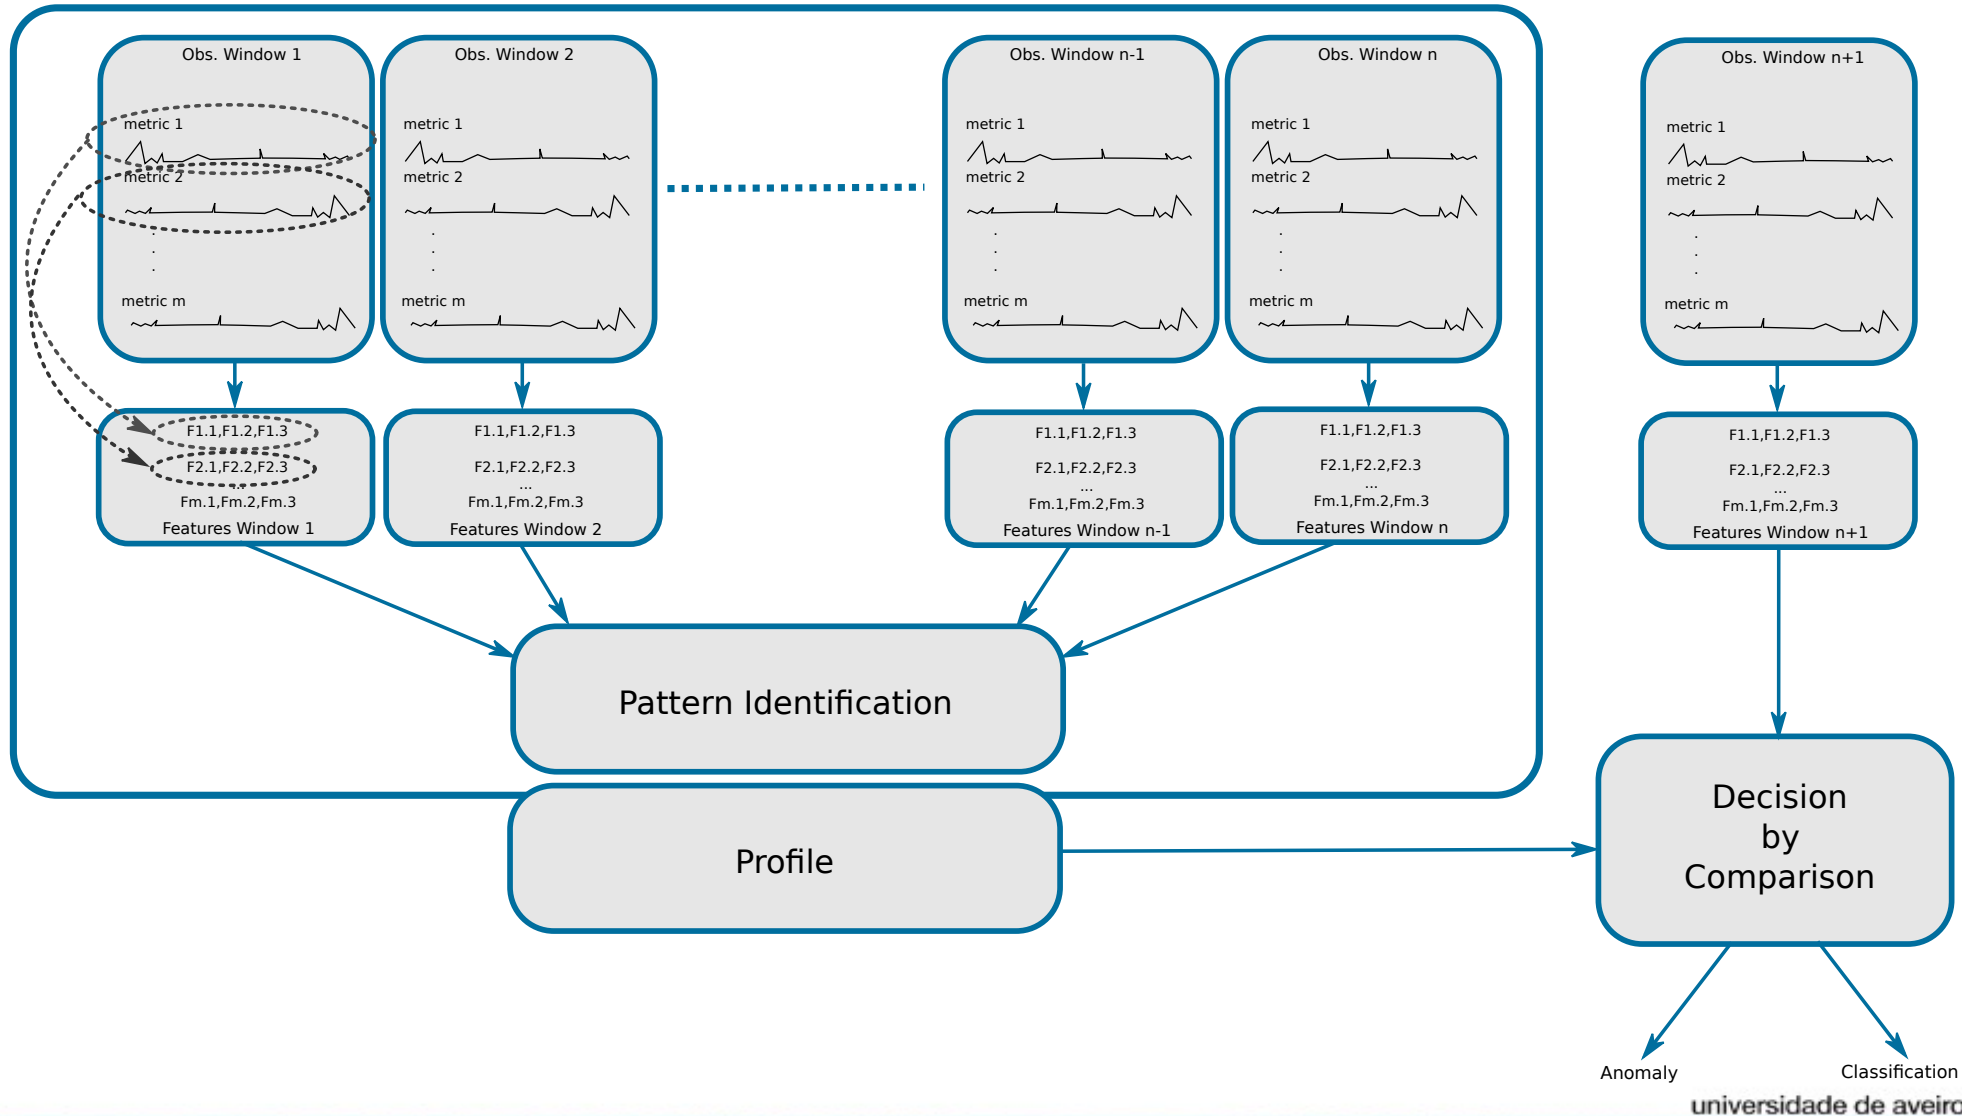 Obs. Window 1
metric 1
metric 2
.
.
.
metric m
Obs. Window 2
metric 1
metric 2
.
.
.
metric m
Obs. Window n-1
metric 1
metric 2
.
.
.
metric m
Obs. Window n
metric 1
metric 2
.
.
.
metric m
Obs. Window n+1
metric 1
metric 2
.
.
.
metric m
F1.1,F1.2,F1.3
F2.1,F2.2,F2.3
...
Fm.1,Fm.2,Fm.3
Features Window 1
F1.1,F1.2,F1.3
F2.1,F2.2,F2.3
...
Fm.1,Fm.2,Fm.3
Features Window 2
F1.1,F1.2,F1.3
F2.1,F2.2,F2.3
...
Fm.1,Fm.2,Fm.3
Features Window n-1
F1.1,F1.2,F1.3
F2.1,F2.2,F2.3
...
Fm.1,Fm.2,Fm.3
Features Window n
F1.1,F1.2,F1.3
F2.1,F2.2,F2.3
...
Fm.1,Fm.2,Fm.3
Features Window n+1
Pattern Identification
Profile
Decision
by
Comparison
Anomaly
Classification
universidade de aveiro